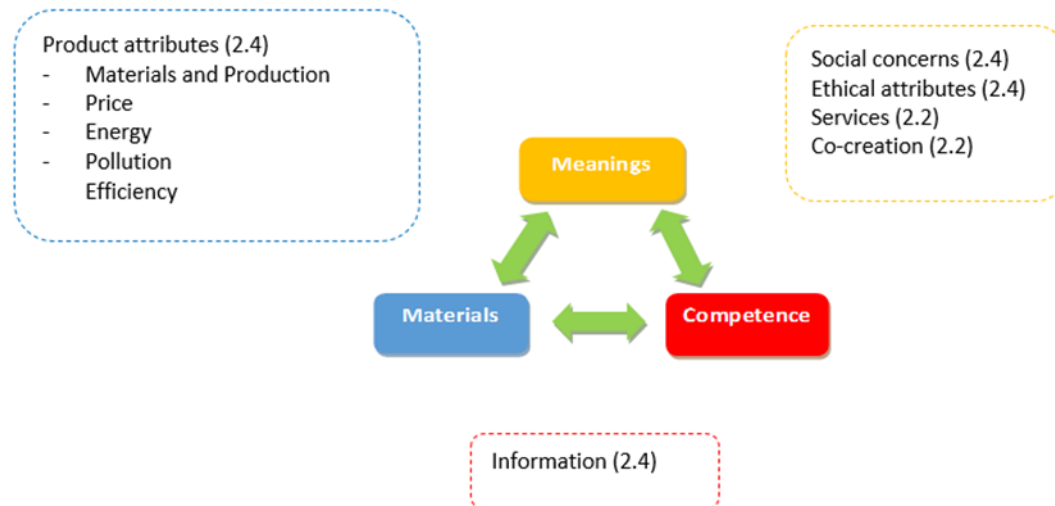 Product attributes (2.4)
- Materials and Production
- Price
- Energy
- Pollution
Efficiency
Social concerns (2.4)
Ethical attributes (2.4)
Services (2.2)
Co-creation (2.2)
Meanings
Materials
Competence
Information (2.4)